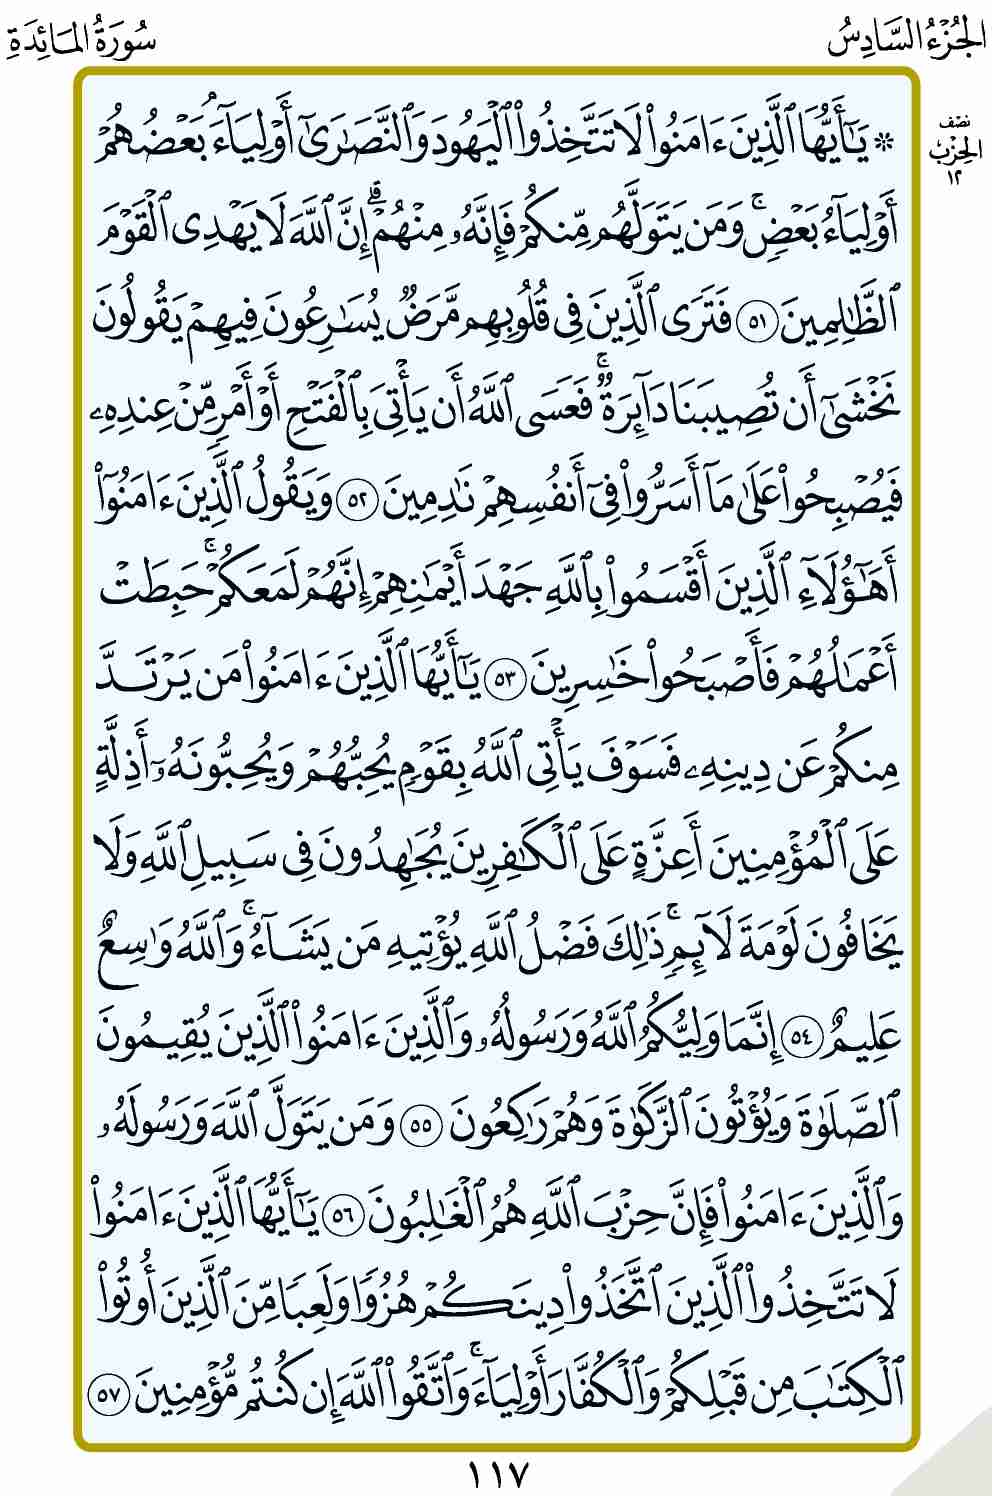 الجُزْءُ السَّادِسُ
سُورَةُ المَائِدَةِ
نصْف
الحِزْب
١٢
۞ يَـٰٓأَيُّهَا ٱلَّذِينَ ءَامَنُوا۟ لَا تَتَّخِذُوا۟ ٱلْيَهُودَ وَٱلنَّصَـٰرَىٰٓ أَوْلِيَآءَ ۘ بَعْضُهُمْ
أَوْلِيَآءُ بَعْضٍ ۚ وَمَن يَتَوَلَّهُم مِّنكُمْ فَإِنَّهُۥ مِنْهُمْ ۗ إِنَّ ٱللَّهَ لَا يَهْدِى ٱلْقَوْمَ
ٱلظَّـٰلِمِينَ ٥١ فَتَرَى ٱلَّذِينَ فِى قُلُوبِهِم مَّرَضٌ يُسَـٰرِعُونَ فِيهِمْ يَقُولُونَ
نَخْشَىٰٓ أَن تُصِيبَنَا دَآئِرَةٌ ۚ فَعَسَى ٱللَّهُ أَن يَأْتِىَ بِٱلْفَتْحِ أَوْ أَمْرٍ مِّنْ عِندِهِۦ
فَيُصْبِحُوا۟ عَلَىٰ مَآ أَسَرُّوا۟ فِىٓ أَنفُسِهِمْ نَـٰدِمِينَ ٥٢ وَيَقُولُ ٱلَّذِينَ ءَامَنُوٓا۟
أَهَـٰٓؤُلَآءِ ٱلَّذِينَ أَقْسَمُوا۟ بِٱللَّهِ جَهْدَ أَيْمَـٰنِهِمْ إِنَّهُمْ لَمَعَكُمْ ۚ حَبِطَتْ
أَعْمَـٰلُهُمْ فَأَصْبَحُوا۟ خَـٰسِرِينَ ٥٣ يَـٰٓأَيُّهَا ٱلَّذِينَ ءَامَنُوا۟ مَن يَرْتَدَّ
مِنكُمْ عَن دِينِهِۦ فَسَوْفَ يَأْتِى ٱللَّهُ بِقَوْمٍ يُحِبُّهُمْ وَيُحِبُّونَهُۥٓ أَذِلَّةٍ
عَلَى ٱلْمُؤْمِنِينَ أَعِزَّةٍ عَلَى ٱلْكَـٰفِرِينَ يُجَـٰهِدُونَ فِى سَبِيلِ ٱللَّهِ وَلَا
يَخَافُونَ لَوْمَةَ لَآئِمٍ ۚ ذَٰلِكَ فَضْلُ ٱللَّهِ يُؤْتِيهِ مَن يَشَآءُ ۚ وَٱللَّهُ وَٰسِعٌ
عَلِيمٌ ٥٤ إِنَّمَا وَلِيُّكُمُ ٱللَّهُ وَرَسُولُهُۥ وَٱلَّذِينَ ءَامَنُوا۟ ٱلَّذِينَ يُقِيمُونَ
ٱلصَّلَوٰةَ وَيُؤْتُونَ ٱلزَّكَوٰةَ وَهُمْ رَٰكِعُونَ ٥٥ وَمَن يَتَوَلَّ ٱللَّهَ وَرَسُولَهُۥ
وَٱلَّذِينَ ءَامَنُوا۟ فَإِنَّ حِزْبَ ٱللَّهِ هُمُ ٱلْغَـٰلِبُونَ ٥٦ يَـٰٓأَيُّهَا ٱلَّذِينَ ءَامَنُوا۟
لَا تَتَّخِذُوا۟ ٱلَّذِينَ ٱتَّخَذُوا۟ دِينَكُمْ هُزُوًا وَلَعِبًا مِّنَ ٱلَّذِينَ أُوتُوا۟
ٱلْكِتَـٰبَ مِن قَبْلِكُمْ وَٱلْكُفَّارَ أَوْلِيَآءَ ۚ وَٱتَّقُوا۟ ٱللَّهَ إِن كُنتُم مُّؤْمِنِينَ ٥٧
١١٧